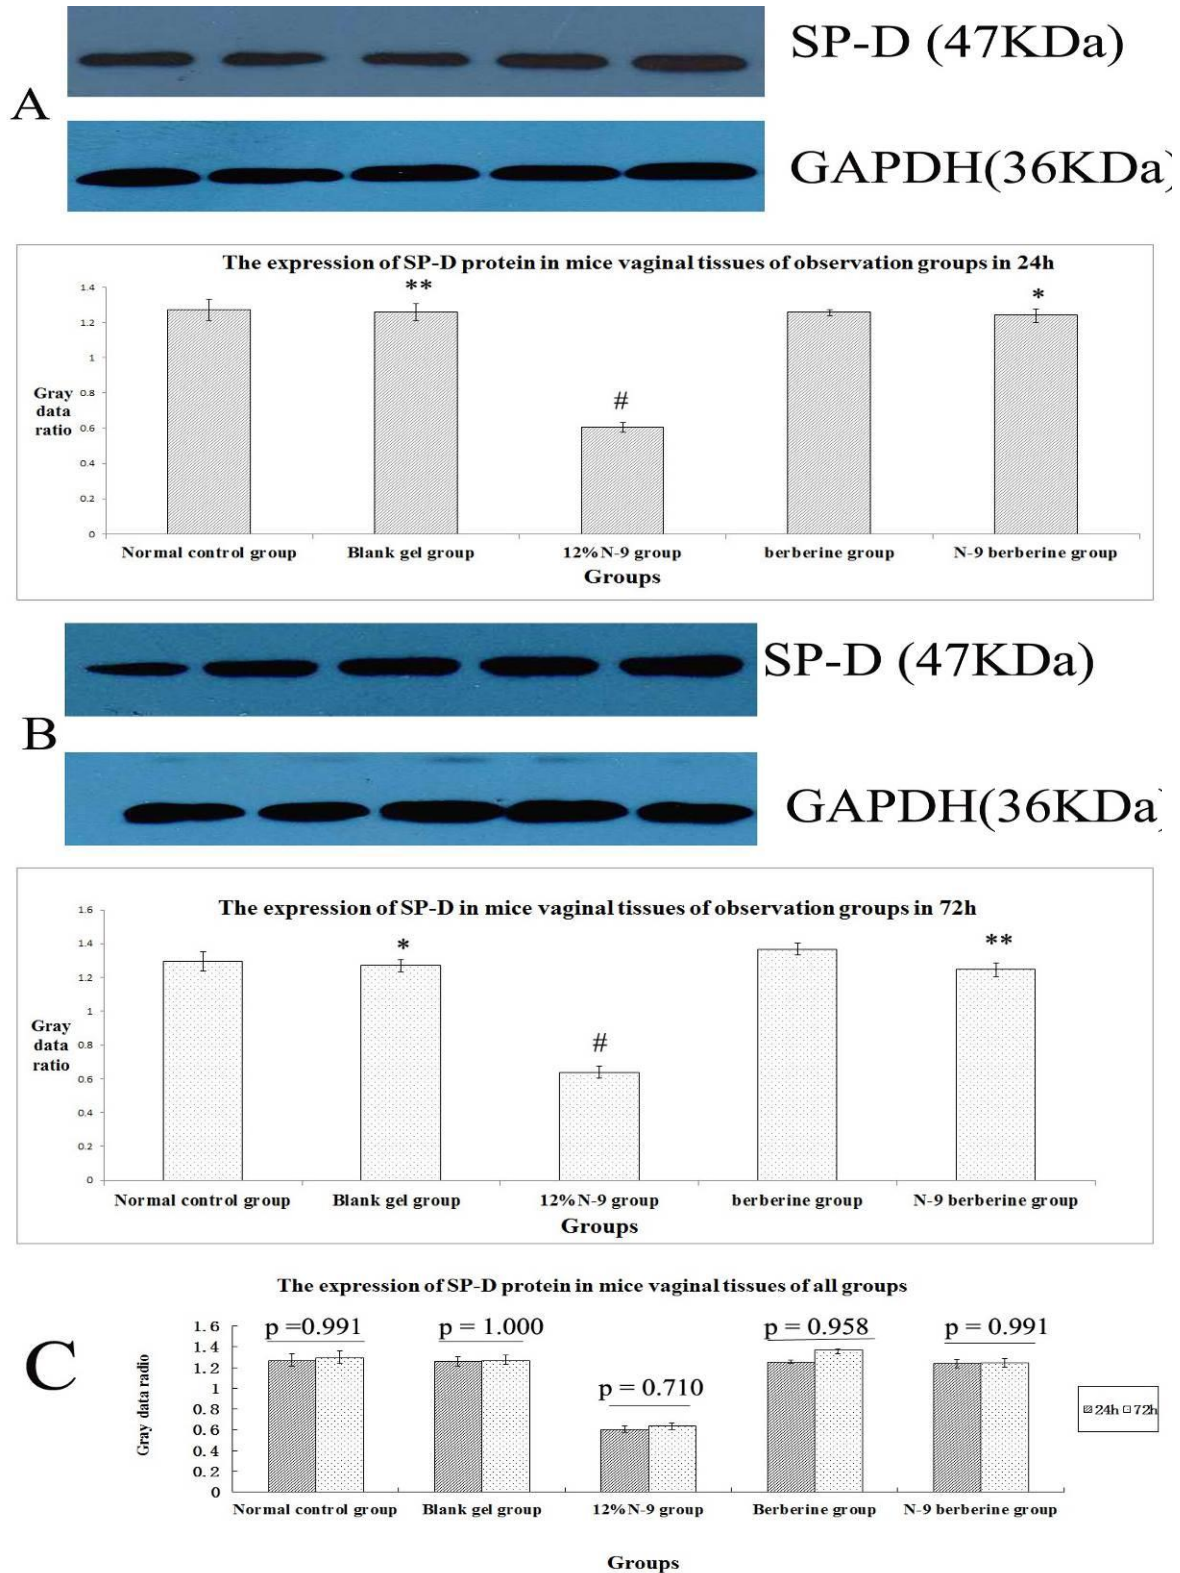 SP-D (47KDa)
A
GAPDH(36KDa)
The expression of SP-D protein in mice vaginal tissues of observation groups in 24h
1.4
**
*
1.2
1
Gray data ratio
0.8
#
0.6
0.4
0.2
0
Normal control group Blank gel group 12%N-9 group berberine group N-9 berberine group
Groups
SP-D (47KDa)
B
GAPDH(36KDa)
The expression of SP-D in mice vaginal tissues of observation groups in 72h
1.6
1.4
*
**
1.2
1
Gray data ratio
#
0.8
0.6
0.4
0.2
0
Normal control group Blank gel group 12%N-9 group berberine group N-9 berberine group
Groups
The expression of SP-D protein in mice vaginal tissues of all groups
C
p =0.991 p = 1.000 p = 0.710 p = 0.958 p = 0.991
1.6
1.4
1.2
1
0.8
0.6
0.4
0.2
0
Gray data radio
24h 72h
Normal control group Blank gel group 12%N-9 group Berberine group N-9 berberine group
Groups